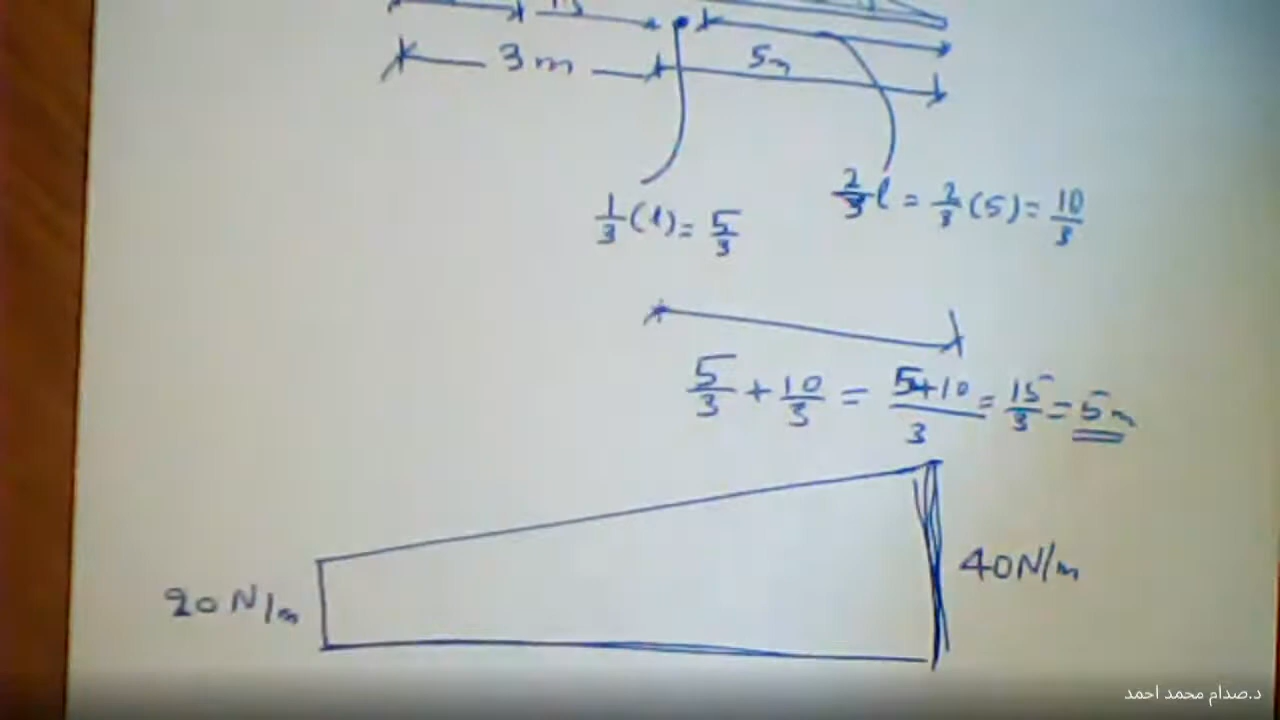 3 m 5m
1/3 (l) = 5/3
2/3 l = 2/3 (5) = 10/3
5/3 + 10/3 = 5+10/3 = 15/3 = 5m
20 N/m
40 N/m
د.صدام محمد احمد